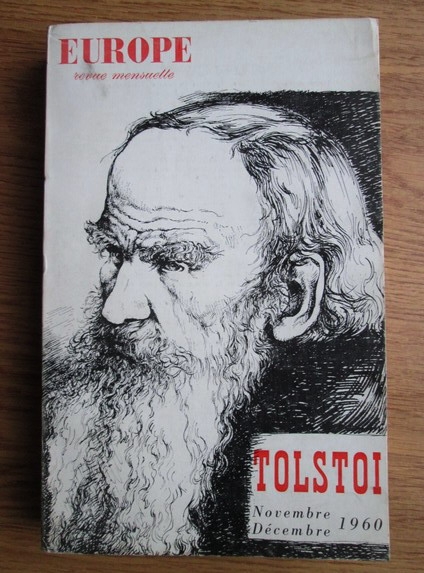 EUROPE
revue mensuelle
TOLSTOI
Novembre
Décembre 1960